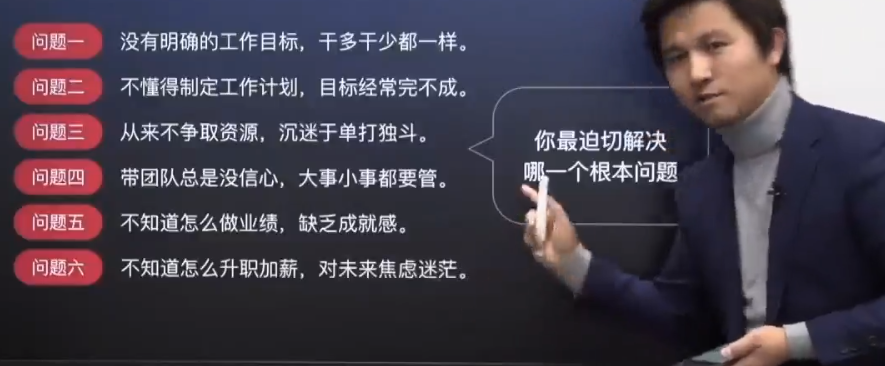 问题一 没有明确的工作目标，干多干少都一样。
问题二 不懂得制定工作计划，目标经常完不成。
问题三 从来不争取资源，沉迷于单打独斗。
问题四 带团队总是没信心，大事小事都要管。
问题五 不知道怎么做业绩，缺乏成就感。
问题六 不知道怎么升职加薪，对未来焦虑迷茫。
你最迫切解决
哪一个根本问题